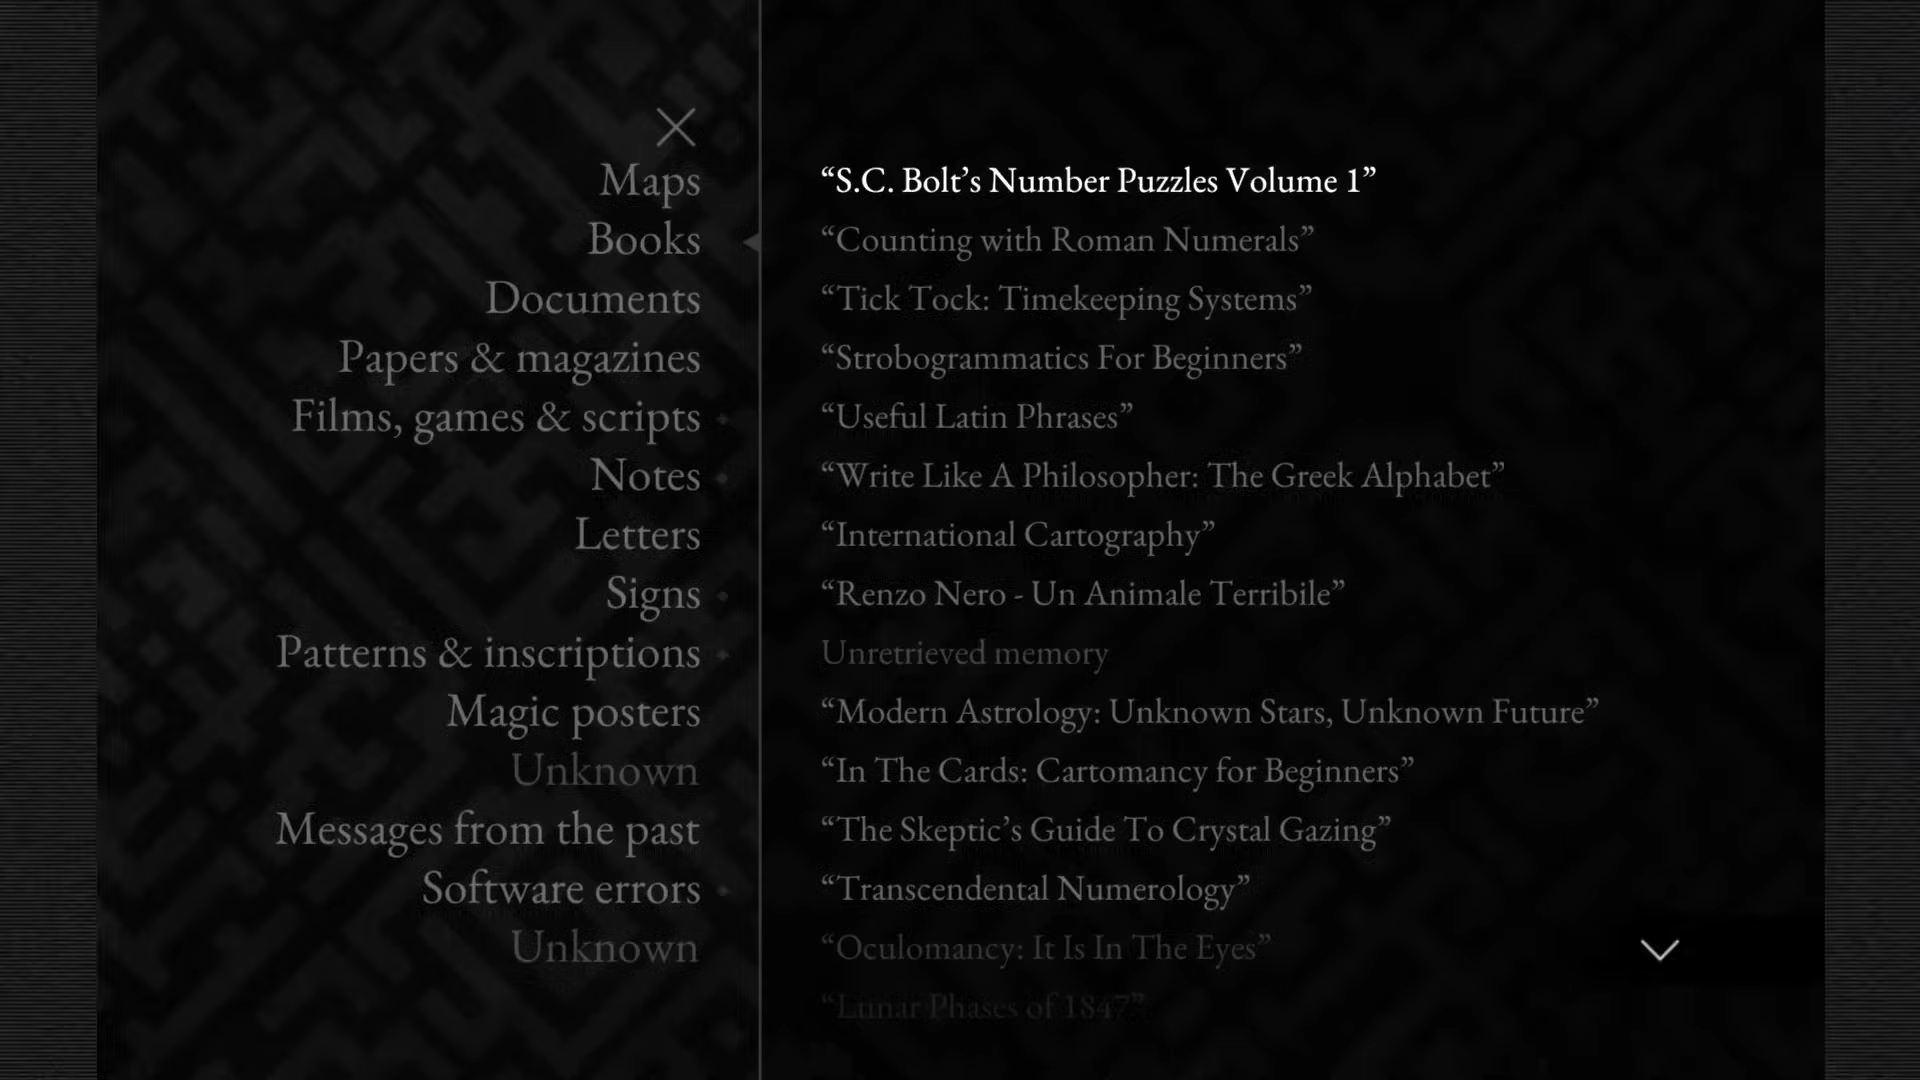 Maps
Books
Documents
Papers & magazines
Films, games & scripts
Notes
Letters
Signs
Patterns & inscriptions
Magic posters
Unknown
Messages from the past
Software errors
Unknown
“S.C. Bolt’s Number Puzzles Volume 1”
“Counting with Roman Numerals”
“Tick Tock: Timekeeping Systems”
“Strobogrammatics For Beginners”
“Useful Latin Phrases”
“Write Like A Philosopher: The Greek Alphabet”
“International Cartography”
“Renzo Nero - Un Animale Terribile”
Unretrieved memory
“Modern Astrology: Unknown Stars, Unknown Future”
“In The Cards: Cartomancy for Beginners”
“The Skeptic’s Guide To Crystal Gazing”
“Transcendental Numerology”
“Oculomancy: It Is In The Eyes”
“Lunar Phases of 1847”